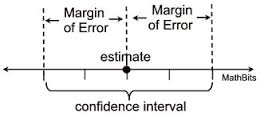 Margin of Error
Margin of Error
estimate
MathBits
confidence interval